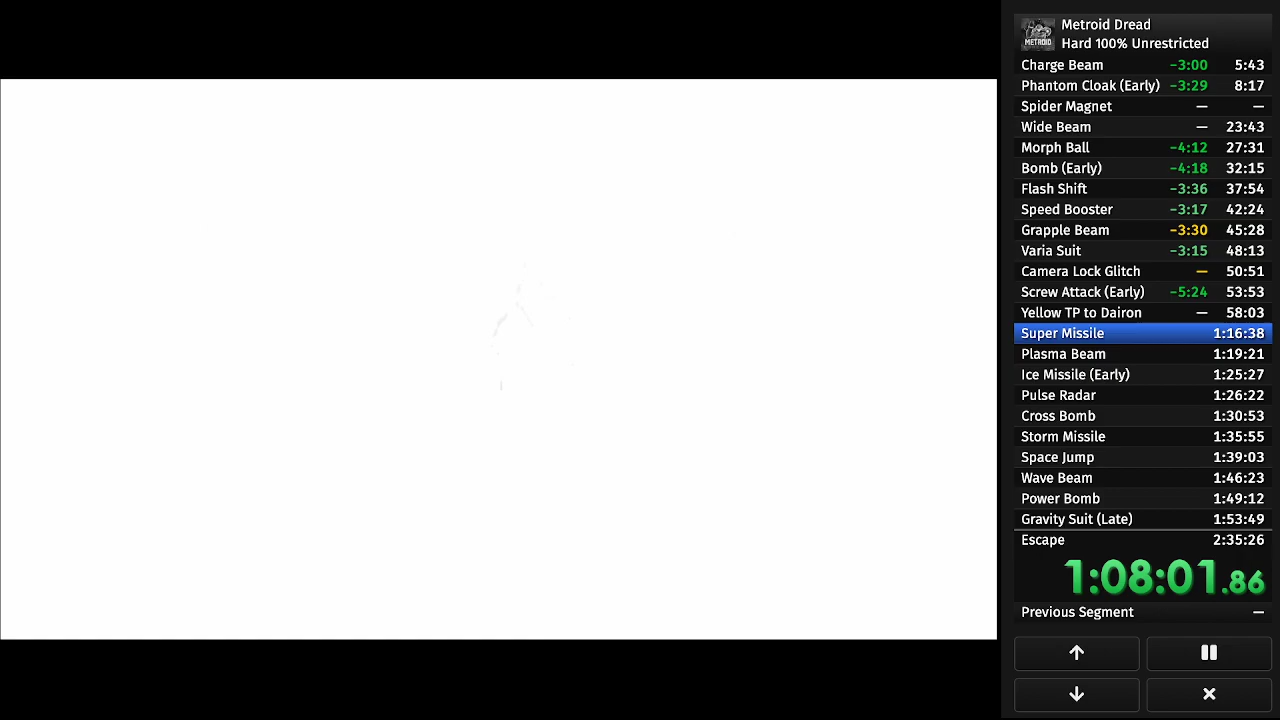 Metroid Dread
Hard 100% Unrestricted
METROID
Charge Beam −3:00 5:43
Phantom Cloak (Early) −3:29 8:17
Spider Magnet — —
Wide Beam — 23:43
Morph Ball −4:12 27:31
Bomb (Early) −4:18 32:15
Flash Shift −3:36 37:54
Speed Booster −3:17 42:24
Grapple Beam −3:30 45:28
Varia Suit −3:15 48:13
Camera Lock Glitch — 50:51
Screw Attack (Early) −5:24 53:53
Yellow TP to Dairon — 58:03
Super Missile 1:16:38
Plasma Beam 1:19:21
Ice Missile (Early) 1:25:27
Pulse Radar 1:26:22
Cross Bomb 1:30:53
Storm Missile 1:35:55
Space Jump 1:39:03
Wave Beam 1:46:23
Power Bomb 1:49:12
Gravity Suit (Late) 1:53:49
Escape 2:35:26
1:08:01.86
Previous Segment —